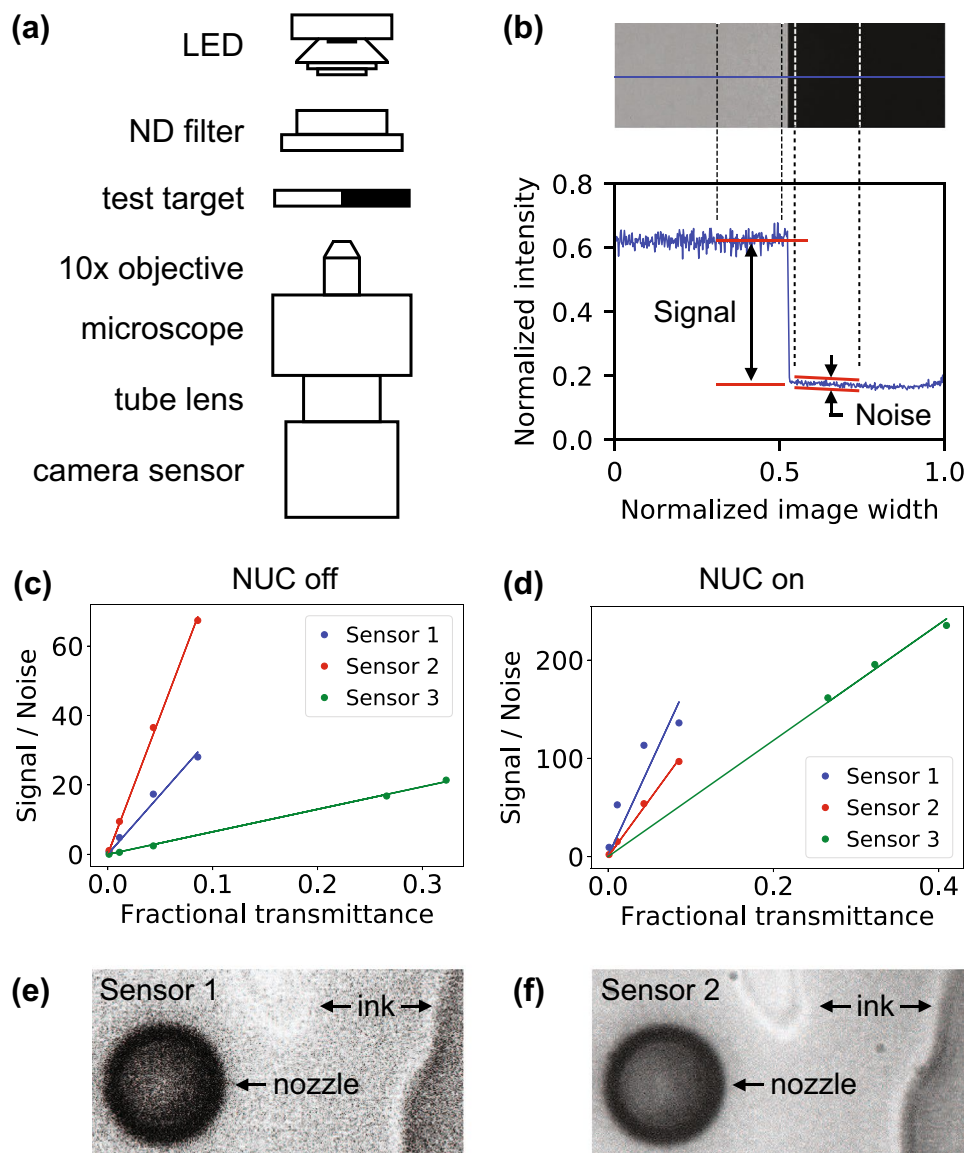 (a)
LED
ND filter
test target
10x objective
microscope
tube lens
camera sensor
(b)
Normalized intensity
0.8
0.6
0.4
0.2
0.0
Signal
Noise
0
0.5
1.0
Normalized image width
(c)
NUC off
Signal / Noise
60
40
20
0
Sensor 1
Sensor 2
Sensor 3
0.0
0.1
0.2
0.3
Fractional transmittance
(d)
NUC on
Signal / Noise
200
100
0
Sensor 1
Sensor 2
Sensor 3
0.0
0.2
0.4
Fractional transmittance
(e)
Sensor 1
ink
nozzle
(f)
Sensor 2
ink
nozzle